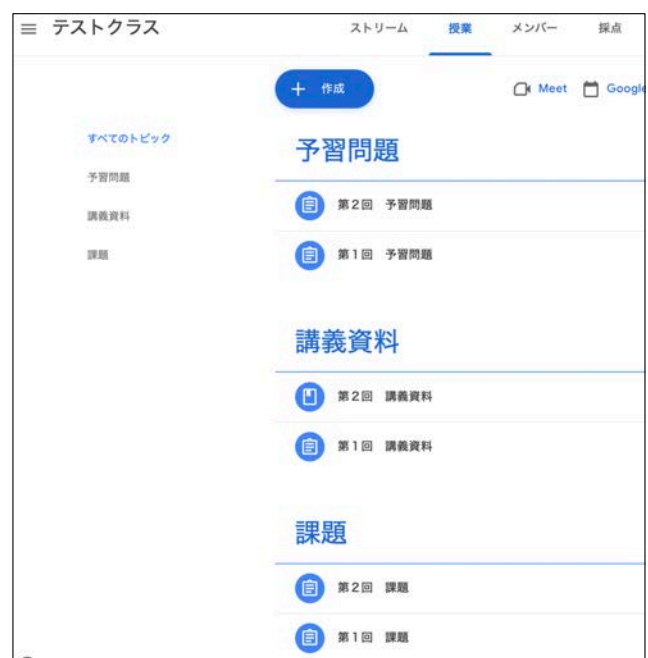 テストクラス
ストリーム 授業 メンバー 採点
+ 作成
Meet Google
すべてのトピック
予習問題
講義資料
課題
予習問題
第2回 予習問題
第1回 予習問題
講義資料
第2回 講義資料
第1回 講義資料
課題
第2回 課題
第1回 課題